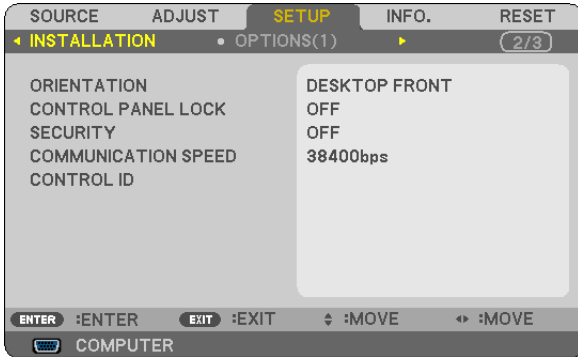 SOURCE ADJUST SETUP INFO. RESET
INSTALLATION • OPTIONS(1) 2/3
ORIENTATION DESKTOP FRONT
CONTROL PANEL LOCK OFF
SECURITY OFF
COMMUNICATION SPEED 38400bps
CONTROL ID
ENTER :ENTER EXIT :EXIT :MOVE :MOVE
COMPUTER